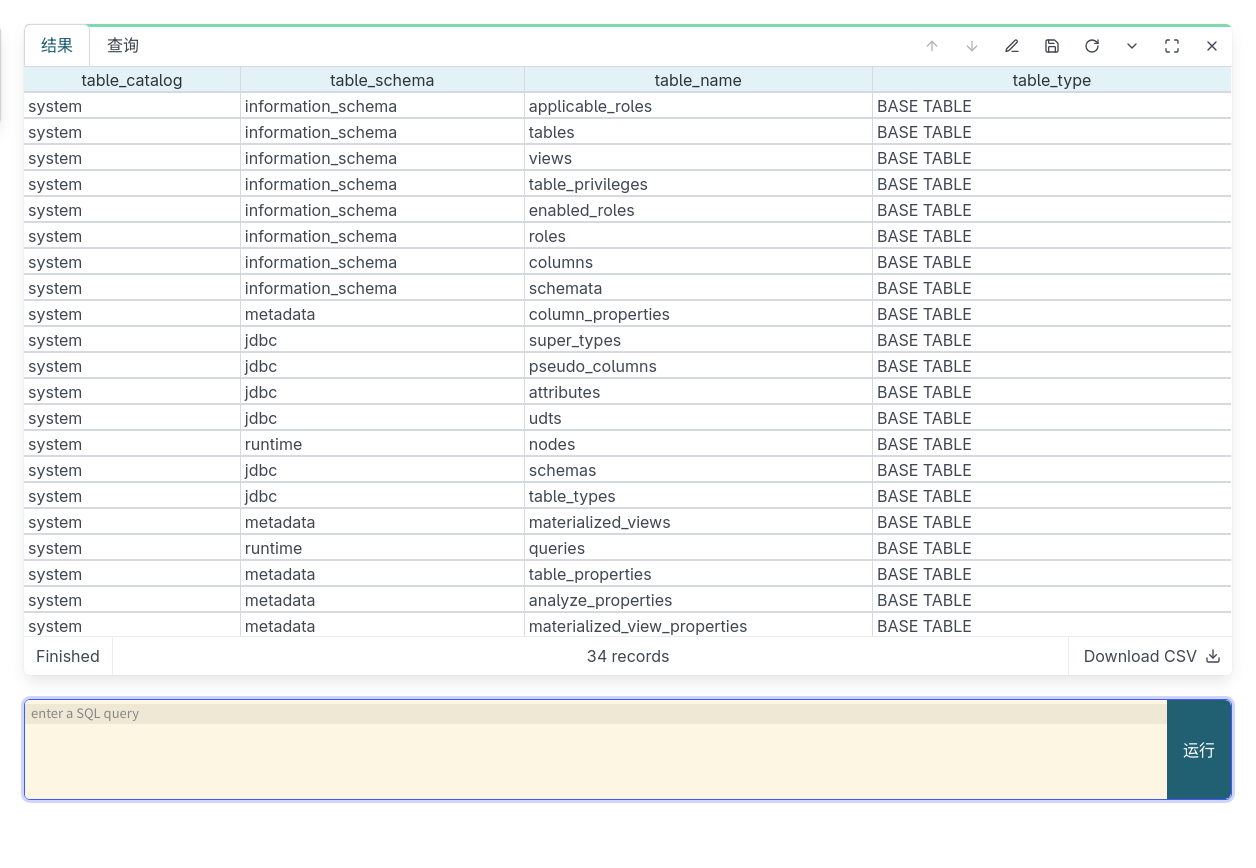 结果 查询
table_catalog table_schema table_name table_type
system information_schema applicable_roles BASE TABLE
system information_schema tables BASE TABLE
system information_schema views BASE TABLE
system information_schema table_privileges BASE TABLE
system information_schema enabled_roles BASE TABLE
system information_schema roles BASE TABLE
system information_schema columns BASE TABLE
system information_schema schemata BASE TABLE
system metadata column_properties BASE TABLE
system jdbc super_types BASE TABLE
system jdbc pseudo_columns BASE TABLE
system jdbc attributes BASE TABLE
system jdbc udts BASE TABLE
system runtime nodes BASE TABLE
system jdbc schemas BASE TABLE
system jdbc table_types BASE TABLE
system metadata materialized_views BASE TABLE
system runtime queries BASE TABLE
system metadata table_properties BASE TABLE
system metadata analyze_properties BASE TABLE
system metadata materialized_view_properties BASE TABLE
Finished 34 records Download CSV
enter a SQL query
运行